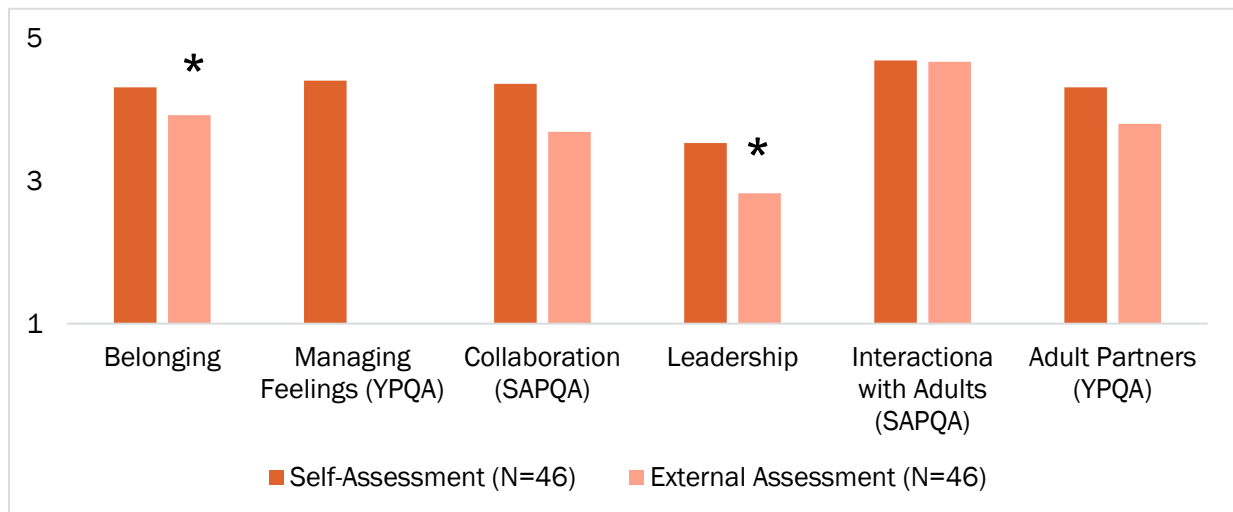 5
*
*
3
1
Belonging
Managing
Feelings (YPQA)
Collaboration
(SAPQA)
Leadership
Interactiona
with Adults
(SAPQA)
Adult Partners
(YPQA)
Self-Assessment (N=46)
External Assessment (N=46)